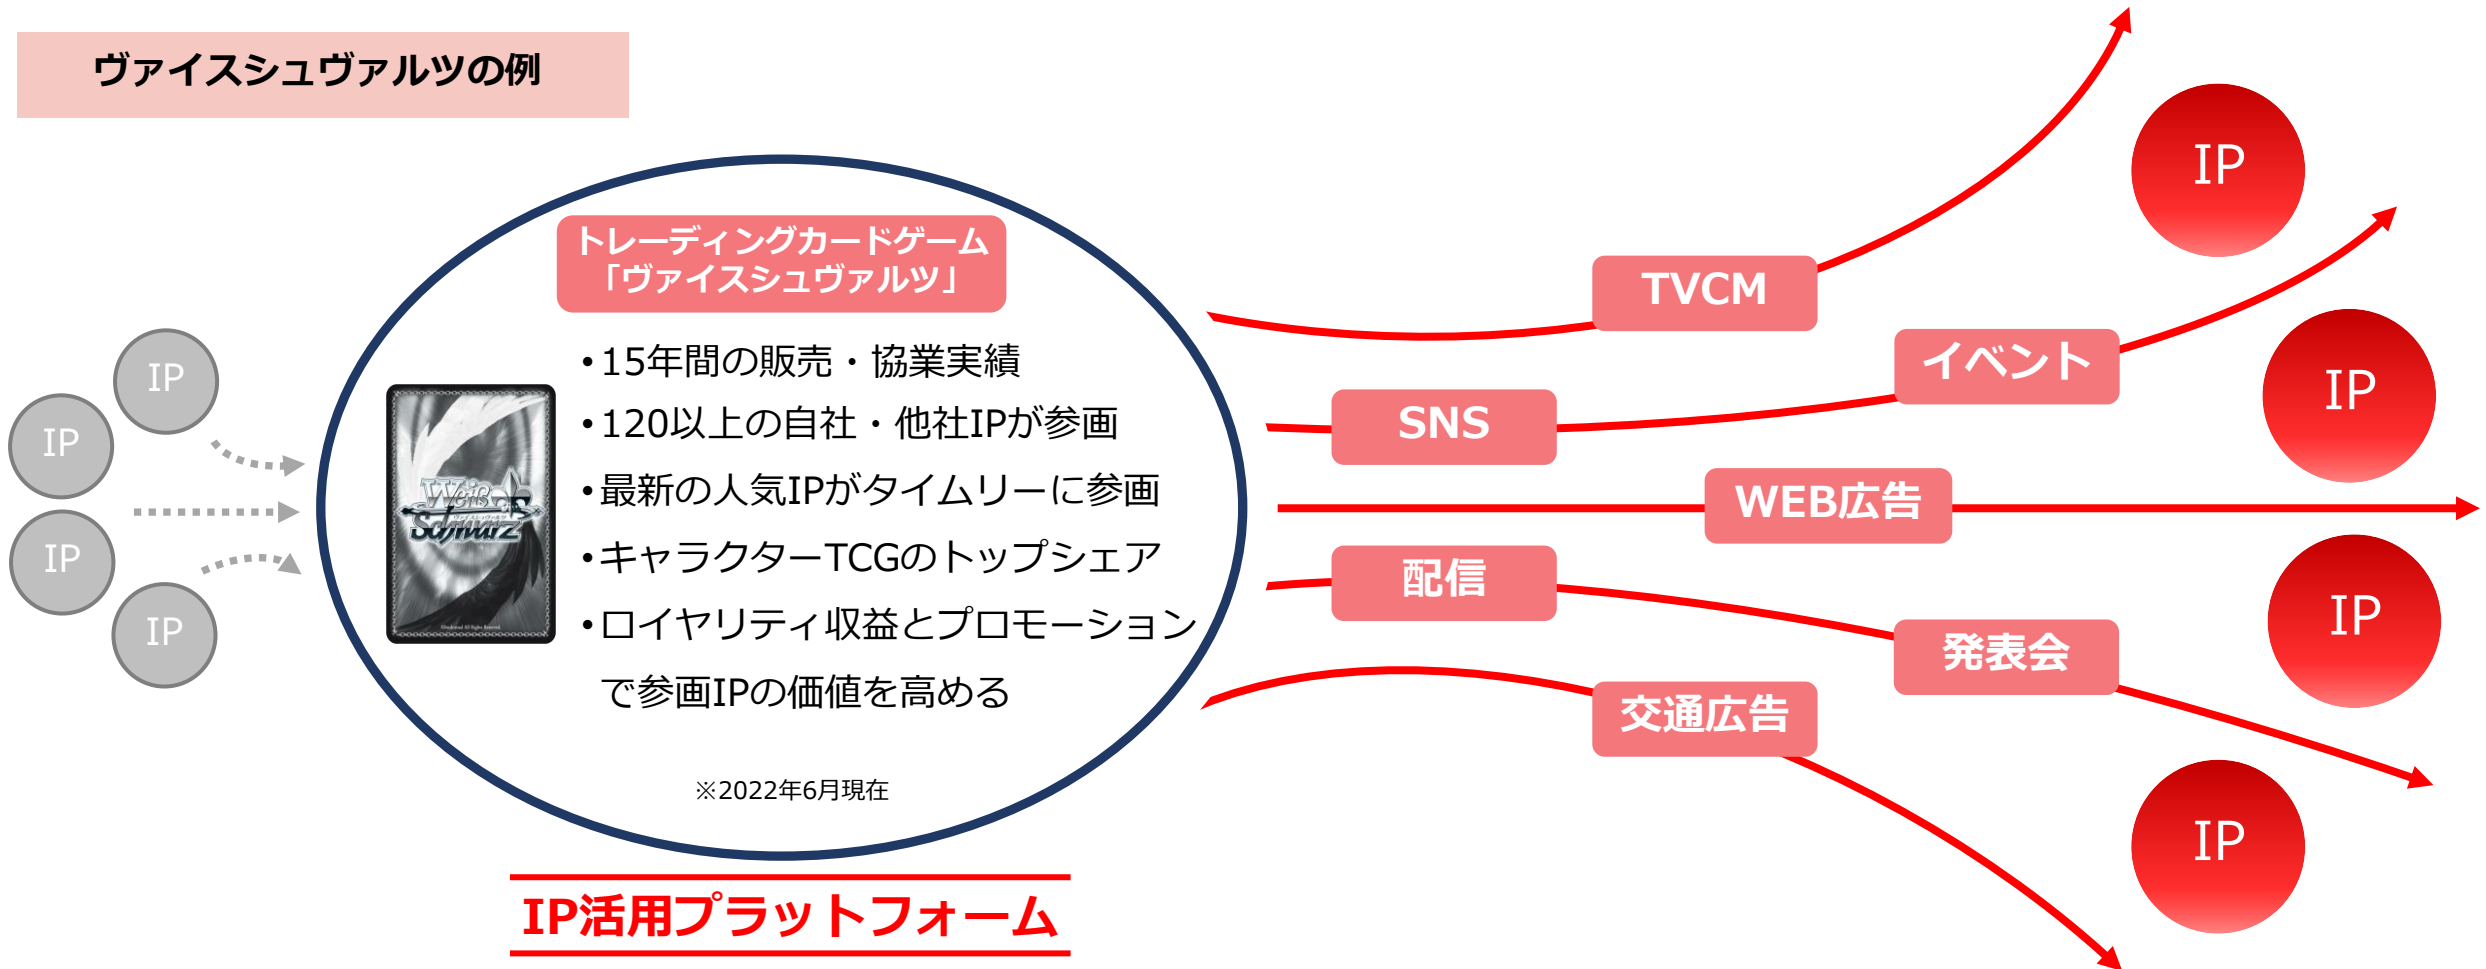 ヴァイスシュヴァルツの例
トレーディングカードゲーム
「ヴァイスシュヴァルツ」
•15年間の販売・協業実績
•120以上の自社・他社IPが参画
•最新の人気IPがタイムリーに参画
•キャラクターTCGのトップシェア
•ロイヤリティ収益とプロモーション
で参画IPの価値を高める
※2022年6月現在
Weiß
Schwarz
IP
IP
IP
IP
IP活用プラットフォーム
TVCM
イベント
SNS
WEB広告
配信
発表会
交通広告
IP
IP
IP
IP